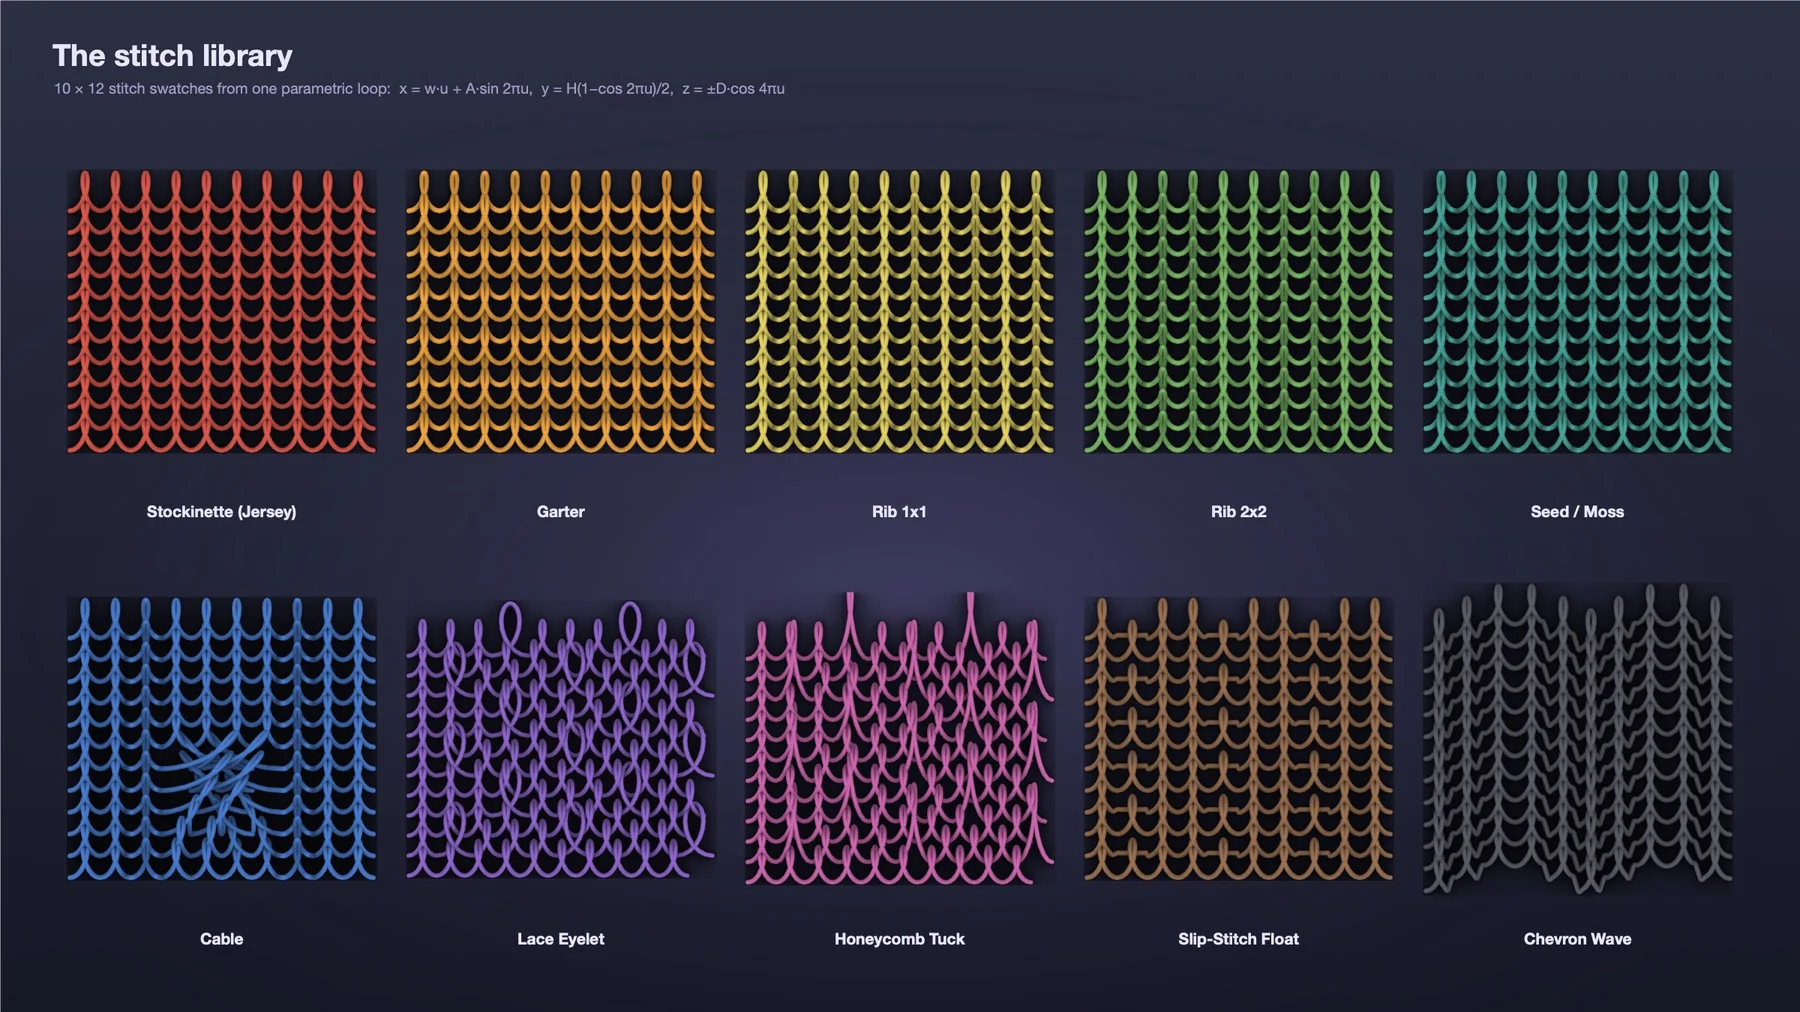 The stitch library
10 × 12 stitch swatches from one parametric loop: x = w·u + A·sin 2πu, y = H(1−cos 2πu)/2, z = ±D·cos 4πu
Stockinette (Jersey)
Garter
Rib 1x1
Rib 2x2
Seed / Moss
Cable
Lace Eyelet
Honeycomb Tuck
Slip-Stitch Float
Chevron Wave